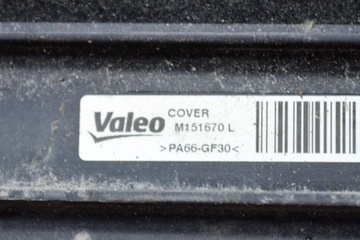 Valeo
COVER
M151670 L
>PA66-GF30<